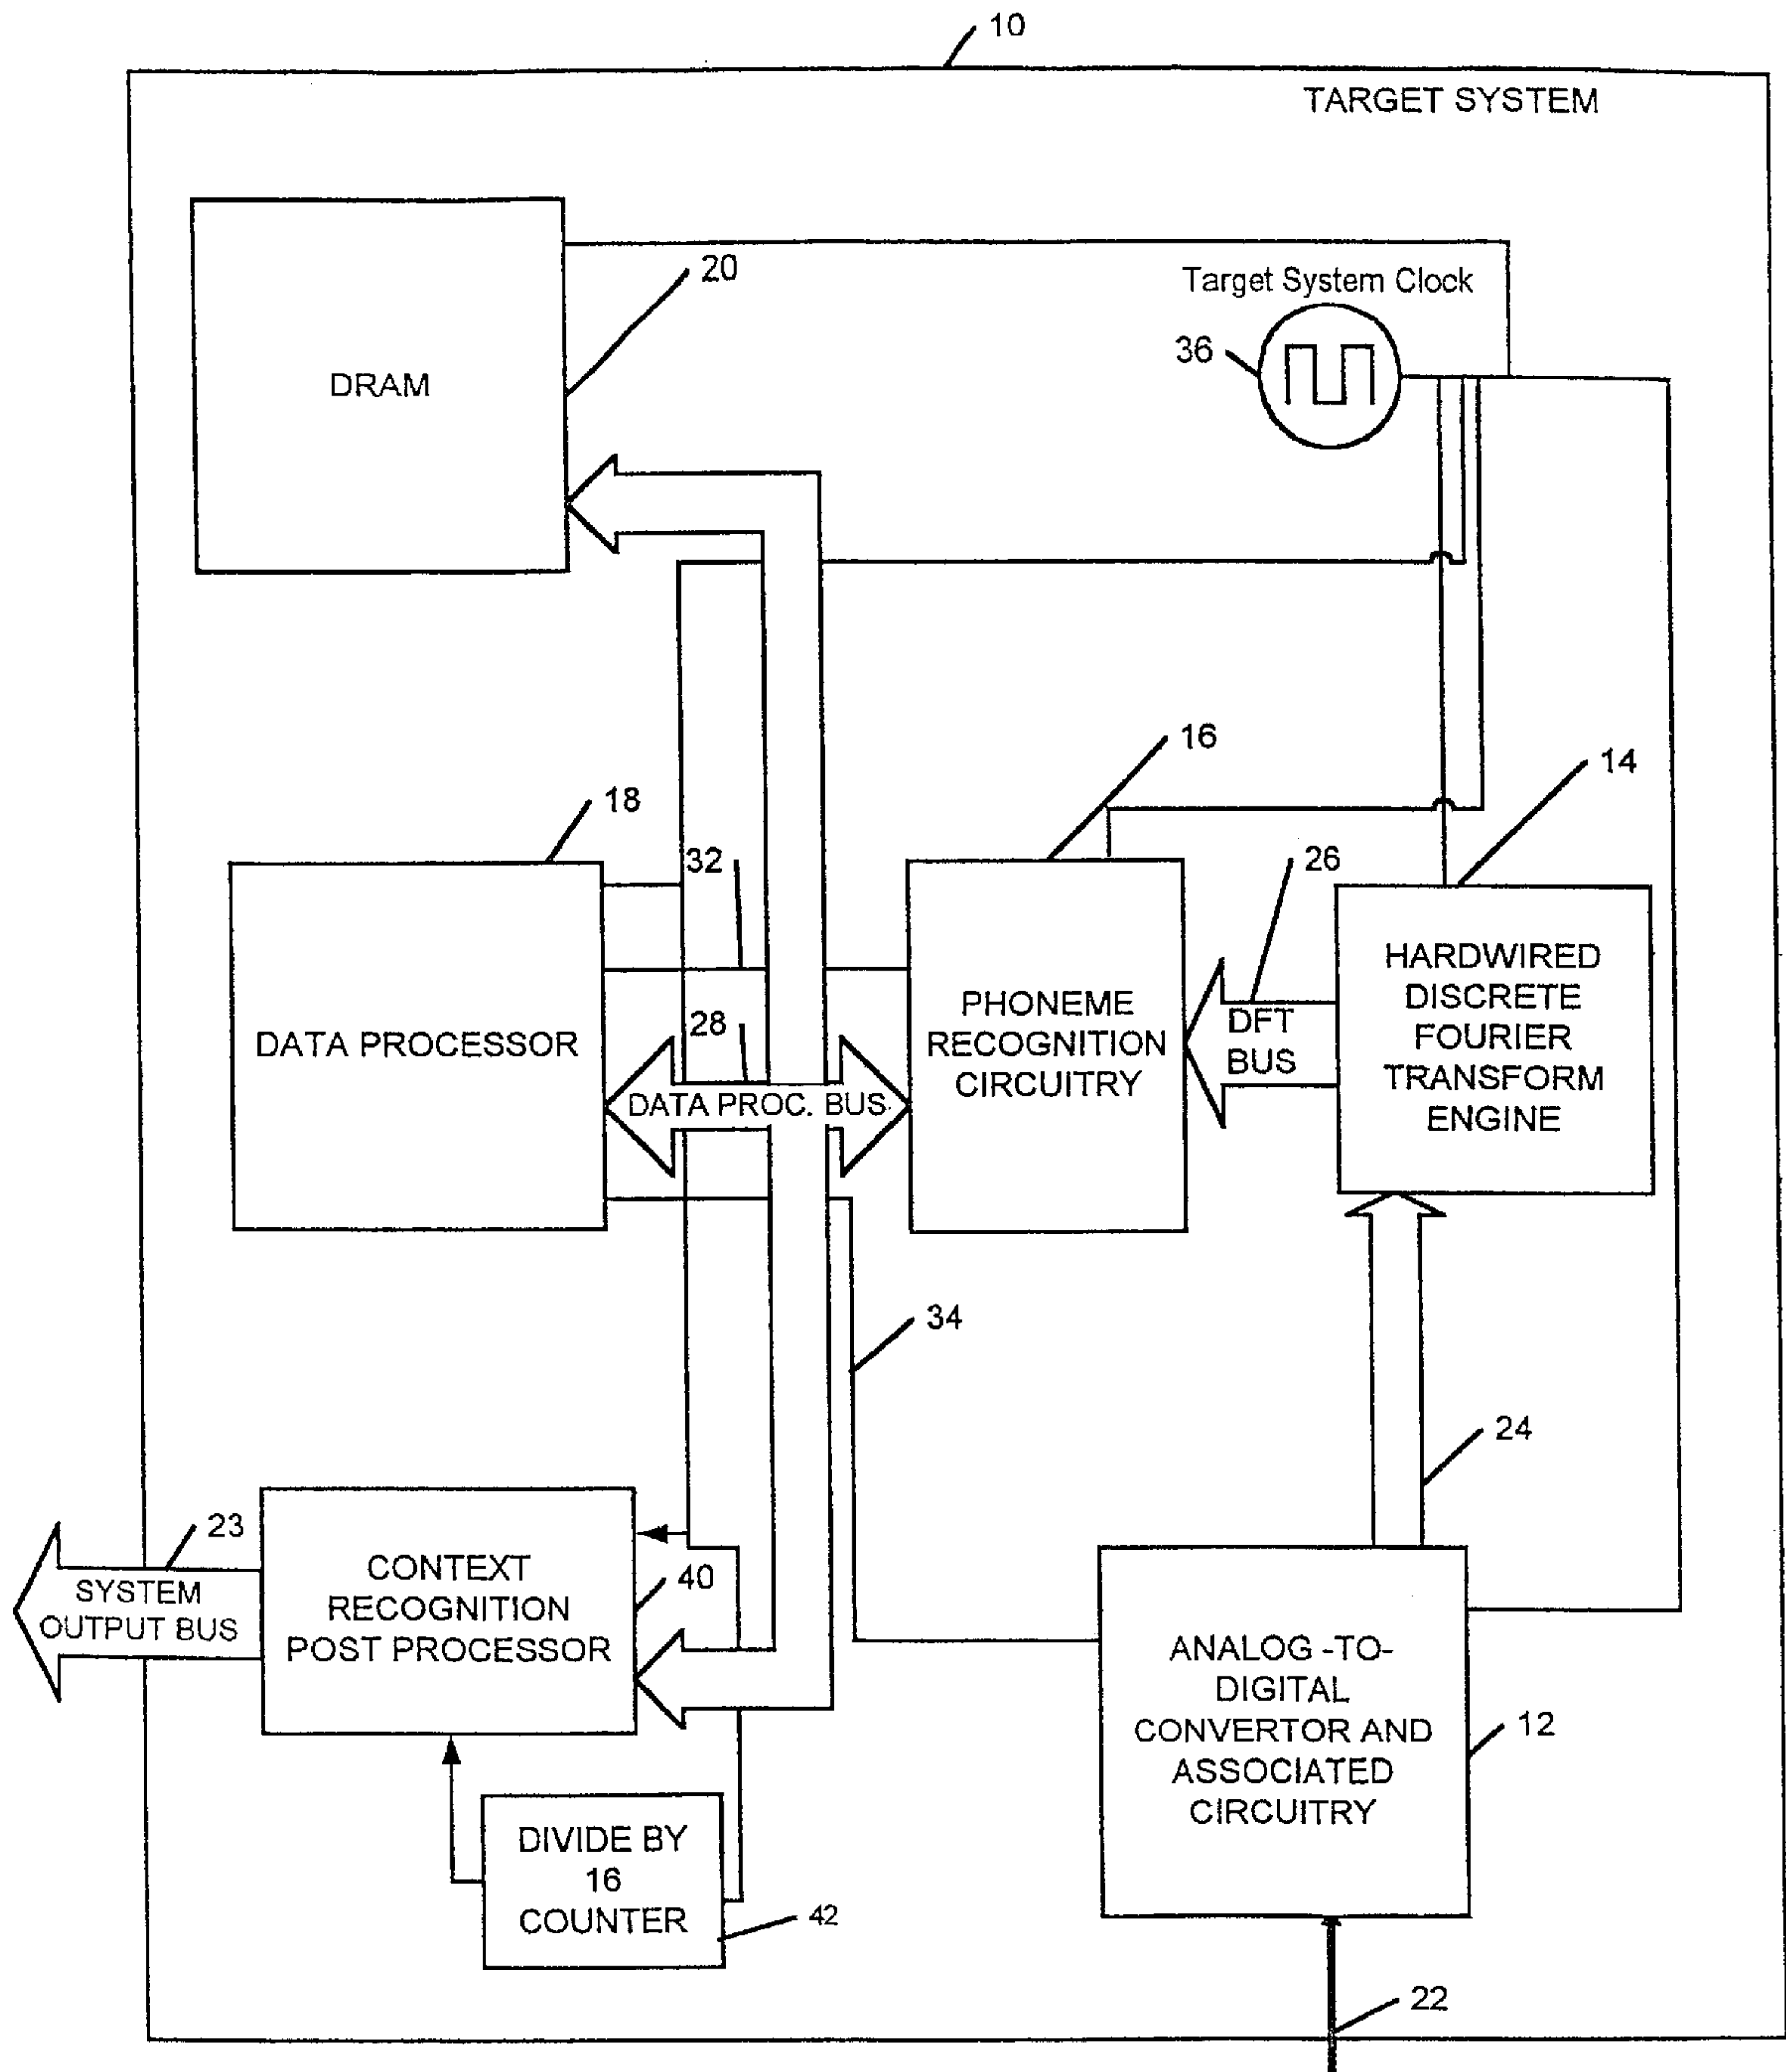 10
TARGET SYSTEM
20
Target System Clock
36
DRAM
16
14
18
32
26
HARDWIRED
DISCRETE
FOURIER
TRANSFORM
ENGINE
PHONEME
RECOGNITION
CIRCUITRY
DFT
BUS
28
DATA PROCESSOR
DATA PROC. BUS
34
24
23
SYSTEM
OUTPUT BUS
CONTEXT
RECOGNITION
POST PROCESSOR
40
ANALOG -TO-
DIGITAL
CONVERTOR AND
ASSOCIATED
CIRCUITRY
12
DIVIDE BY
16
COUNTER
42
22